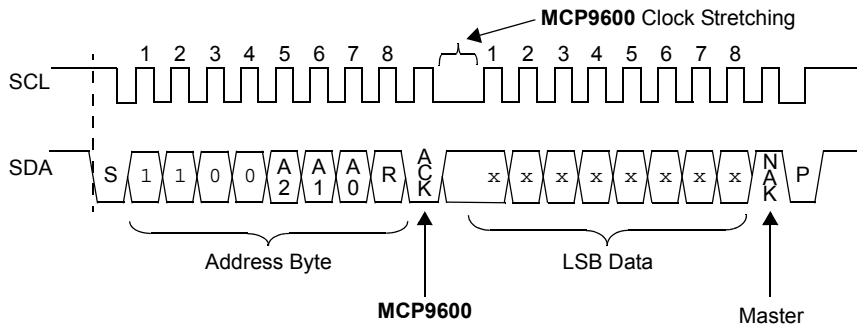 MCP9600 Clock Stretching
1 2 3 4 5 6 7 8 1 2 3 4 5 6 7 8
SCL
SDA S 1 1 0 0 A2 A1 A0 R ACK x x x x x x x x NAK P
Address Byte LSB Data
MCP9600 Master